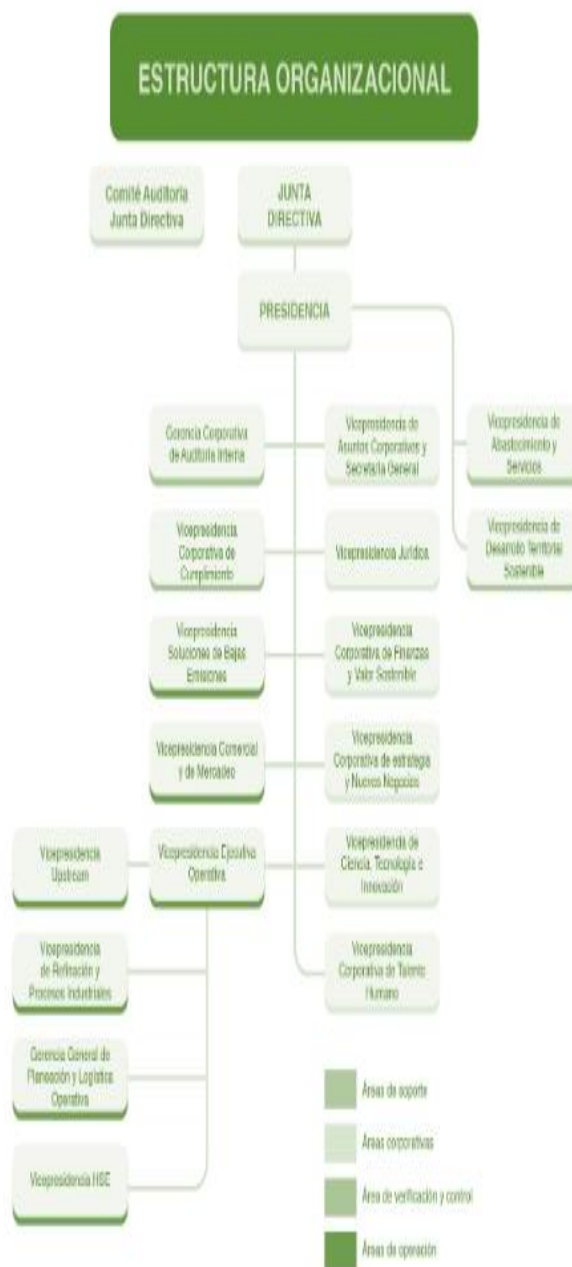 ESTRUCTURA ORGANIZACIONAL
Comité Auditoria
Junta Directiva
JUNTA
DIRECTIVA
PRESIDENCIA
Gerencia Corporativa
de Auditoría Interna
Vicepresidencia de
Asuntos Corporativos y
Secretaría General
Vicepresidencia de
Abastecimiento y
Servicios
Vicepresidencia
Corporativa de
Cumplimiento
Vicepresidencia Jurídica
Vicepresidencia de
Desarrollo Territorial
Sostenible
Vicepresidencia
Soluciones de Bajas
Emisiones
Vicepresidencia
Corporativa de Finanzas
y Valor Sostenible
Vicepresidencia Comercial
y de Mercadeo
Vicepresidencia
Corporativa de estrategia
y Nuevos Negocios
Vicepresidencia
Upstream
Vicepresidencia Ejecutiva
Operativa
Vicepresidencia de
Ciencia, Tecnología e
Innovación
Vicepresidencia
de Refinación y
Procesos Industriales
Vicepresidencia
Corporativa de Talento
Humano
Gerencia General de
Planeación y Logística
Operativa
Vicepresidencia HSE
Áreas de soporte
Áreas corporativas
Área de verificación y control
Áreas de operación